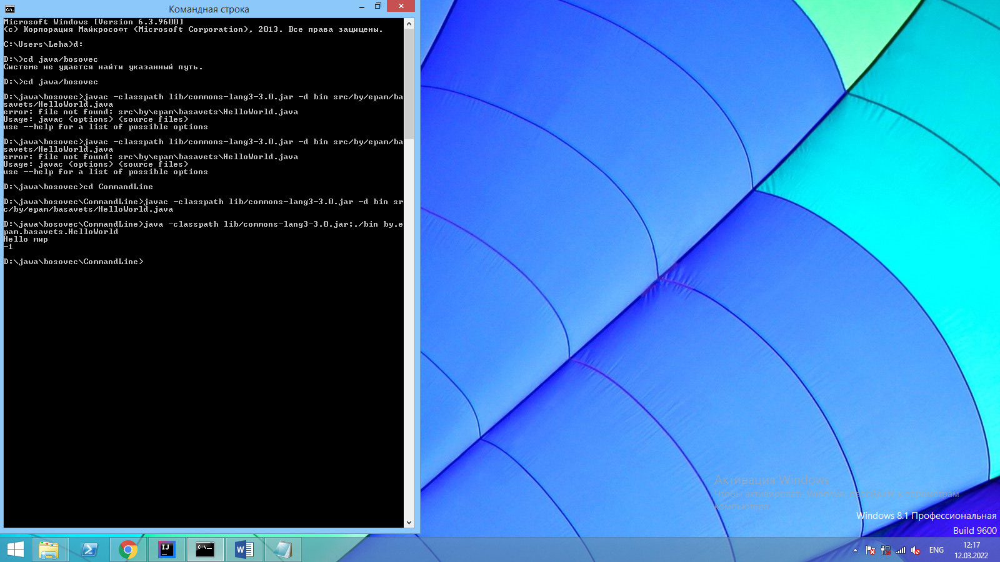 Командная строка
Microsoft Windows [Version 6.3.9600]
(c) Корпорация Майкрософт (Microsoft Corporation), 2013. Все права защищены.
C:\Users\Leha>d:
D:\>cd java/bosovec
Системе не удается найти указанный путь.
D:\>cd jawa/bosovec
D:\jawa\bosovec>javac -classpath lib/commons-lang3-3.0.jar -d bin src/by/epam/ba
savets/HelloWorld.java
error: file not found: src\by\epam\basavets\HelloWorld.java
Usage: javac <options> <source files>
use --help for a list of possible options
D:\jawa\bosovec>javac -classpath lib/commons-lang3-3.0.jar -d bin src/by/epam/ba
savets/HelloWorld.java
error: file not found: src\by\epam\basavets\HelloWorld.java
Usage: javac <options> <source files>
use --help for a list of possible options
D:\jawa\bosovec>cd CommandLine
D:\jawa\bosovec\CommandLine>javac -classpath lib/commons-lang3-3.0.jar -d bin sr
c/by/epam/basavets/HelloWorld.java
D:\jawa\bosovec\CommandLine>java -classpath lib/commons-lang3-3.0.jar;./bin by.e
pam.basavets.HelloWorld
Hello мир
-1
D:\jawa\bosovec\CommandLine>
Активация Windows
Чтобы активировать Windows, перейдите к параметрам
компьютера.
Windows 8.1 Профессиональная
Build 9600
ENG
12:17
12.03.2022